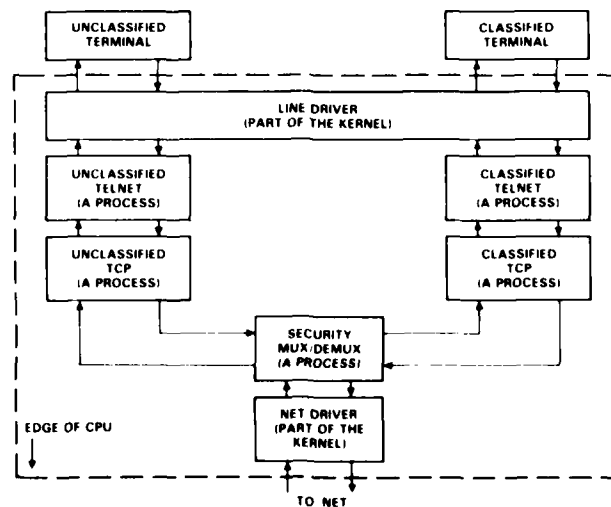 UNCLASSIFIED
TERMINAL
CLASSIFIED
TERMINAL
LINE DRIVER
(PART OF THE KERNEL)
UNCLASSIFIED
TELNET
(A PROCESS)
CLASSIFIED
TELNET
(A PROCESS)
UNCLASSIFIED
TCP
(A PROCESS)
CLASSIFIED
TCP
(A PROCESS)
SECURITY
MUX/DEMUX
(A PROCESS)
NET DRIVER
(PART OF THE
KERNEL)
EDGE OF CPU
TO NET